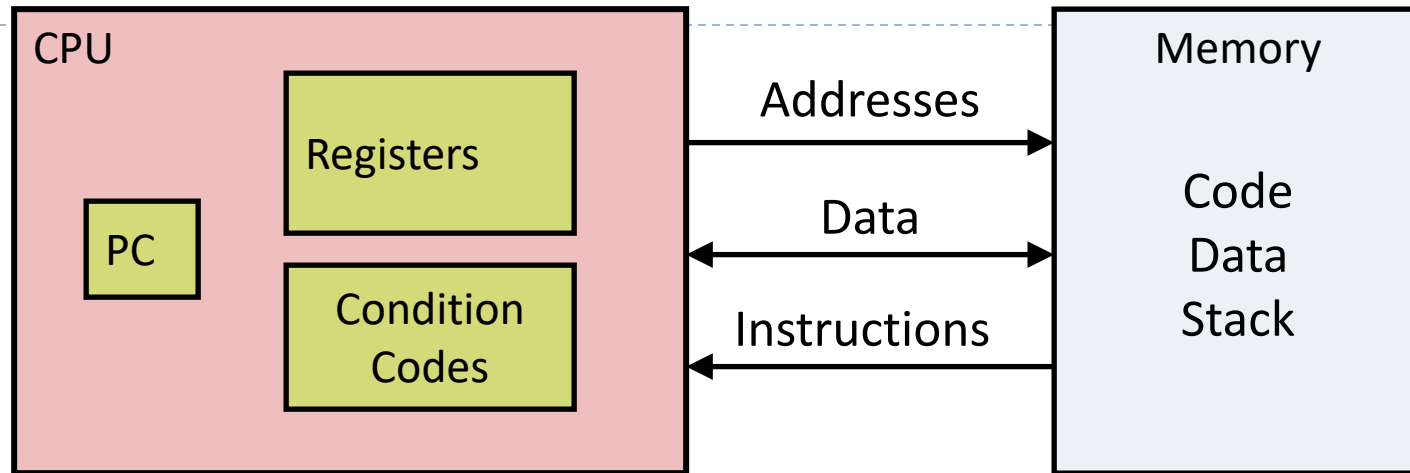 CPU
Registers
PC
Condition
Codes
Addresses
Data
Instructions
Memory
Code
Data
Stack